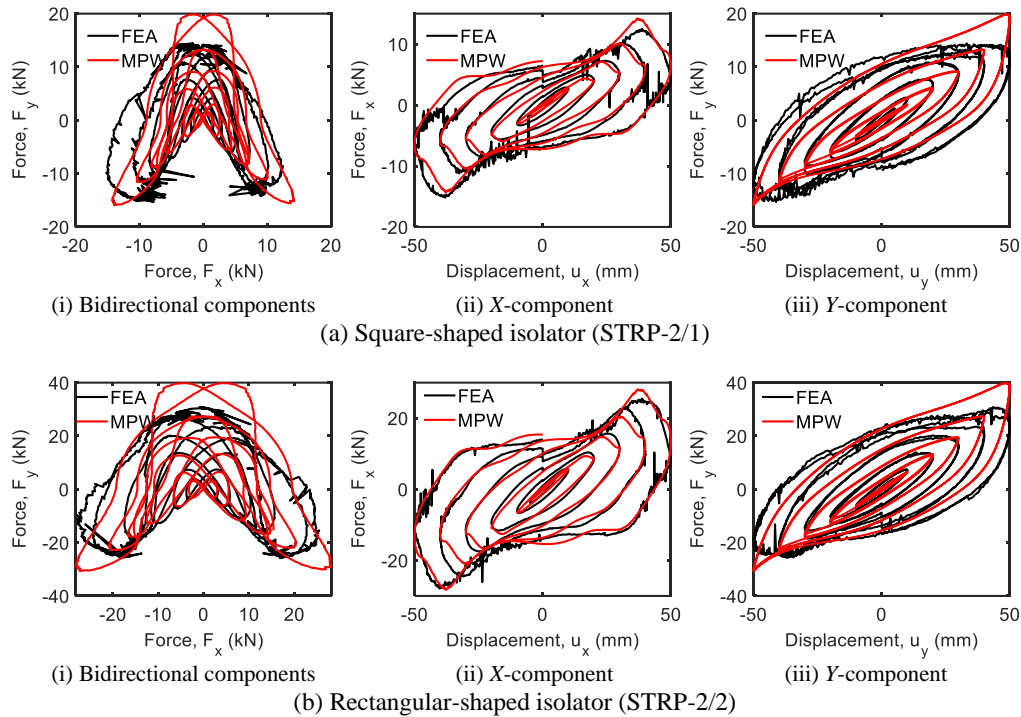 20
10
0
-10
-20
Force, F_y (kN)
FEA
MPW
-20 -10 0 10 20
Force, F_x (kN)
(i) Bidirectional components
10
0
-10
-20
Force, F_x (kN)
FEA
MPW
-50 0 50
Displacement, u_x (mm)
(ii) X-component
20
10
0
-10
-20
Force, F_y (kN)
FEA
MPW
-50 0 50
Displacement, u_y (mm)
(iii) Y-component
(a) Square-shaped isolator (STRP-2/1)
40
20
0
-20
-40
Force, F_y (kN)
FEA
MPW
-20 -10 0 10 20
Force, F_x (kN)
(i) Bidirectional components
20
0
-20
Force, F_x (kN)
FEA
MPW
-50 0 50
Displacement, u_x (mm)
(ii) X-component
40
20
0
-20
-40
Force, F_y (kN)
FEA
MPW
-50 0 50
Displacement, u_y (mm)
(iii) Y-component
(b) Rectangular-shaped isolator (STRP-2/2)